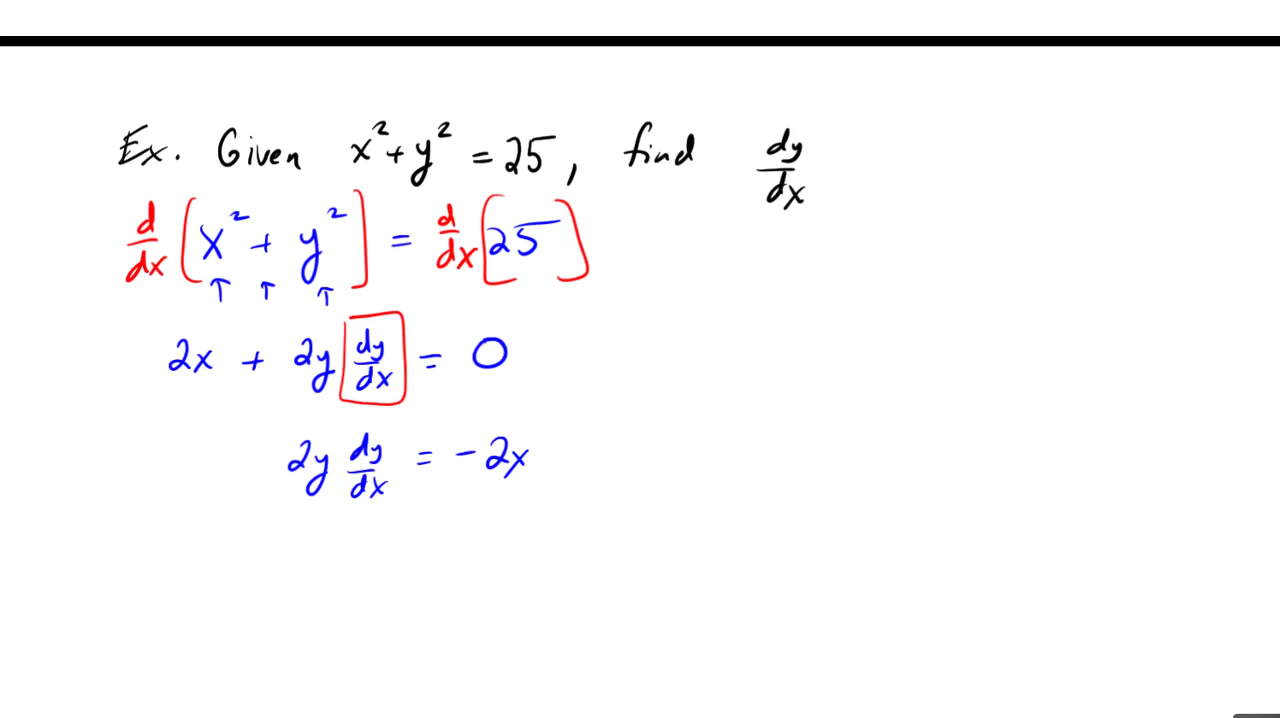 Ex. Given x² + y² = 25, find dy/dx
d/dx [x² + y²] = d/dx [25]
↑ ↑ ↑
2x + 2y dy/dx = 0
2y dy/dx = -2x